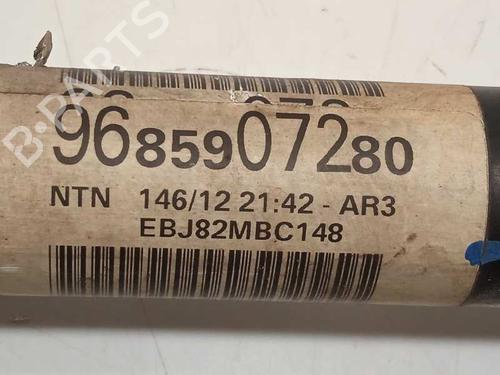 9685907280
NTN 146/12 21:42 - AR3
EBJ82MBC148
B-PARTS